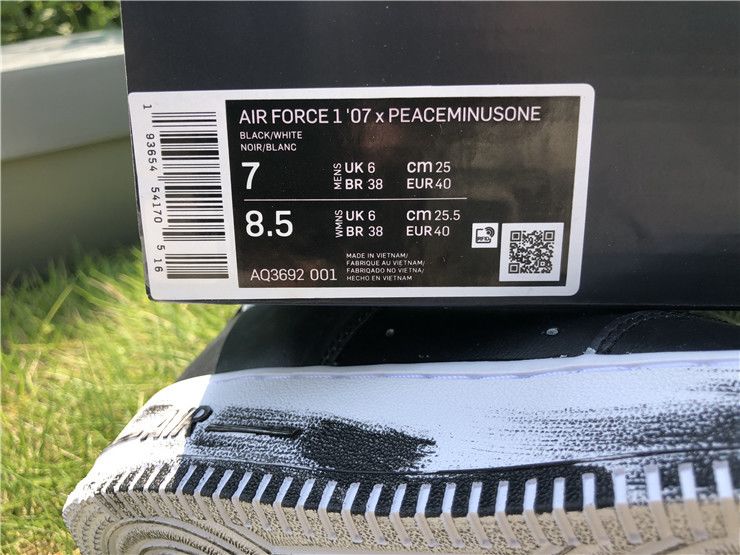 1 93654 54170 5 16
AIR FORCE 1 '07 x PEACEMINUSONE
BLACK/WHITE
NOIR/BLANC
7 MENS UK 6 cm 25
BR 38 EUR 40
8.5 WMNS UK 6 cm 25.5
BR 38 EUR 40
RFID
AQ3692 001
MADE IN VIETNAM/
FABRIQUE AU VIETNAM/
FABRIQADO NO VIETNA/
HECHO EN VIETNAM
AIR